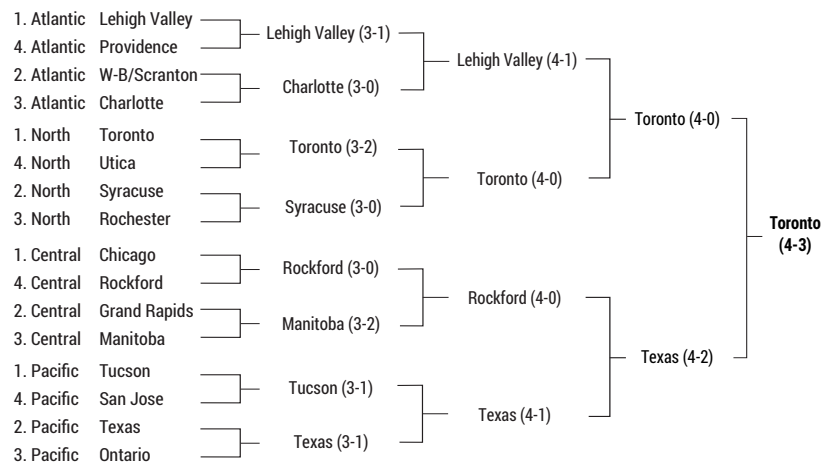 1. Atlantic Lehigh Valley
4. Atlantic Providence
2. Atlantic W-B/Scranton
3. Atlantic Charlotte
1. North Toronto
4. North Utica
2. North Syracuse
3. North Rochester
1. Central Chicago
4. Central Rockford
2. Central Grand Rapids
3. Central Manitoba
1. Pacific Tucson
4. Pacific San Jose
2. Pacific Texas
3. Pacific Ontario
Lehigh Valley (3-1)
Charlotte (3-0)
Toronto (3-2)
Syracuse (3-0)
Rockford (3-0)
Manitoba (3-2)
Tucson (3-1)
Texas (3-1)
Lehigh Valley (4-1)
Toronto (4-0)
Rockford (4-0)
Texas (4-1)
Toronto (4-0)
Texas (4-2)
Toronto
(4-3)